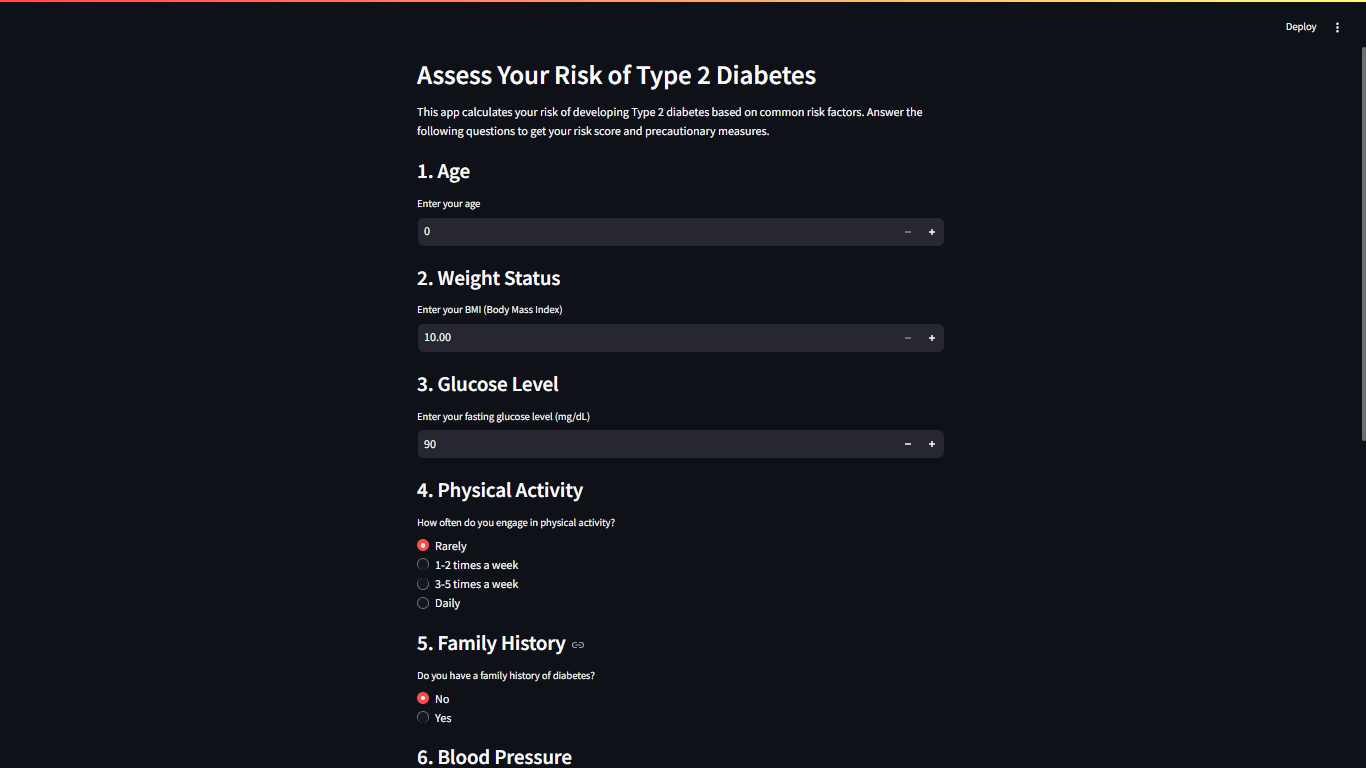 Deploy
Assess Your Risk of Type 2 Diabetes
This app calculates your risk of developing Type 2 diabetes based on common risk factors. Answer the
following questions to get your risk score and precautionary measures.
1. Age
Enter your age
0
2. Weight Status
Enter your BMI (Body Mass Index)
10.00
3. Glucose Level
Enter your fasting glucose level (mg/dL)
90
4. Physical Activity
How often do you engage in physical activity?
Rarely
1-2 times a week
3-5 times a week
Daily
5. Family History
Do you have a family history of diabetes?
No
Yes
6. Blood Pressure